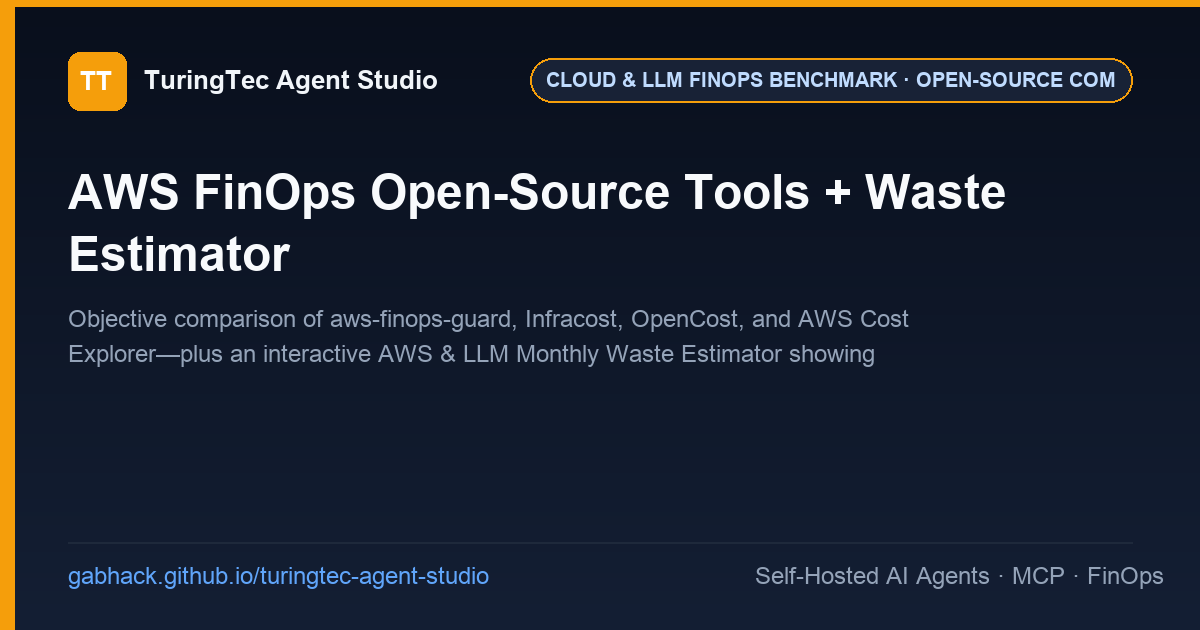 TT
TuringTec Agent Studio
CLOUD & LLM FINOPS BENCHMARK · OPEN-SOURCE COM
AWS FinOps Open-Source Tools + Waste
Estimator
Objective comparison of aws-finops-guard, Infracost, OpenCost, and AWS Cost
Explorer—plus an interactive AWS & LLM Monthly Waste Estimator showing
gabhack.github.io/turingtec-agent-studio
Self-Hosted AI Agents · MCP · FinOps